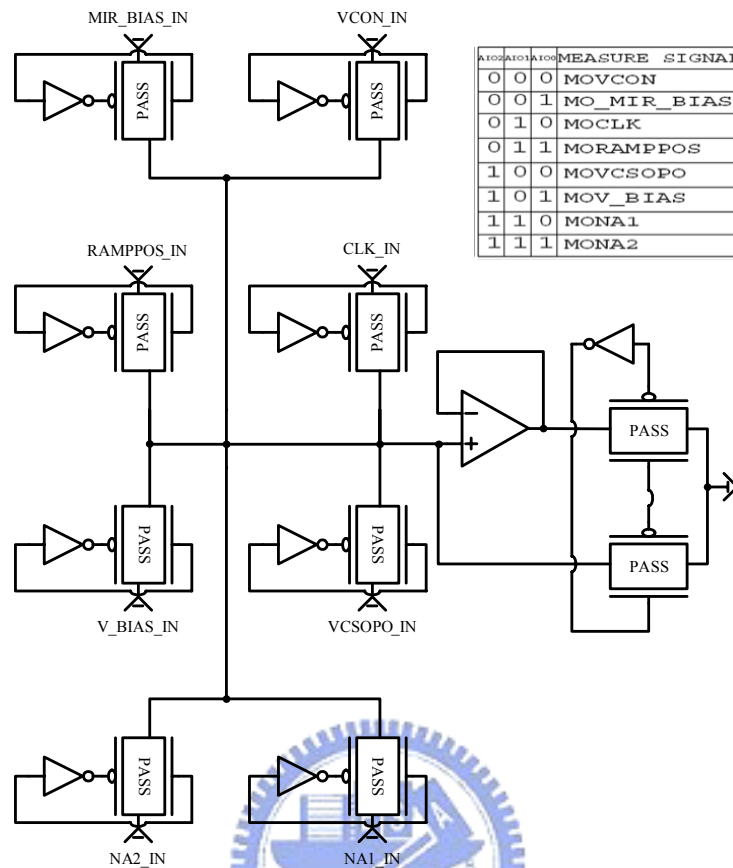 MIR_BIAS_IN
VCON_IN
PASS
PASS
AIO2 AIO1 AIO0 MEASURE SIGNAL
0 0 0 MOVCON
0 0 1 MO_MIR_BIAS
0 1 0 MOCLK
0 1 1 MORAMPPOS
1 0 0 MOVCSOPO
1 0 1 MOV_BIAS
1 1 0 MONA1
1 1 1 MONA2
RAMPPOS_IN
CLK_IN
PASS
PASS
PASS
PASS
PASS
PASS
V_BIAS_IN
VCSOPO_IN
PASS
PASS
NA2_IN
NA1_IN